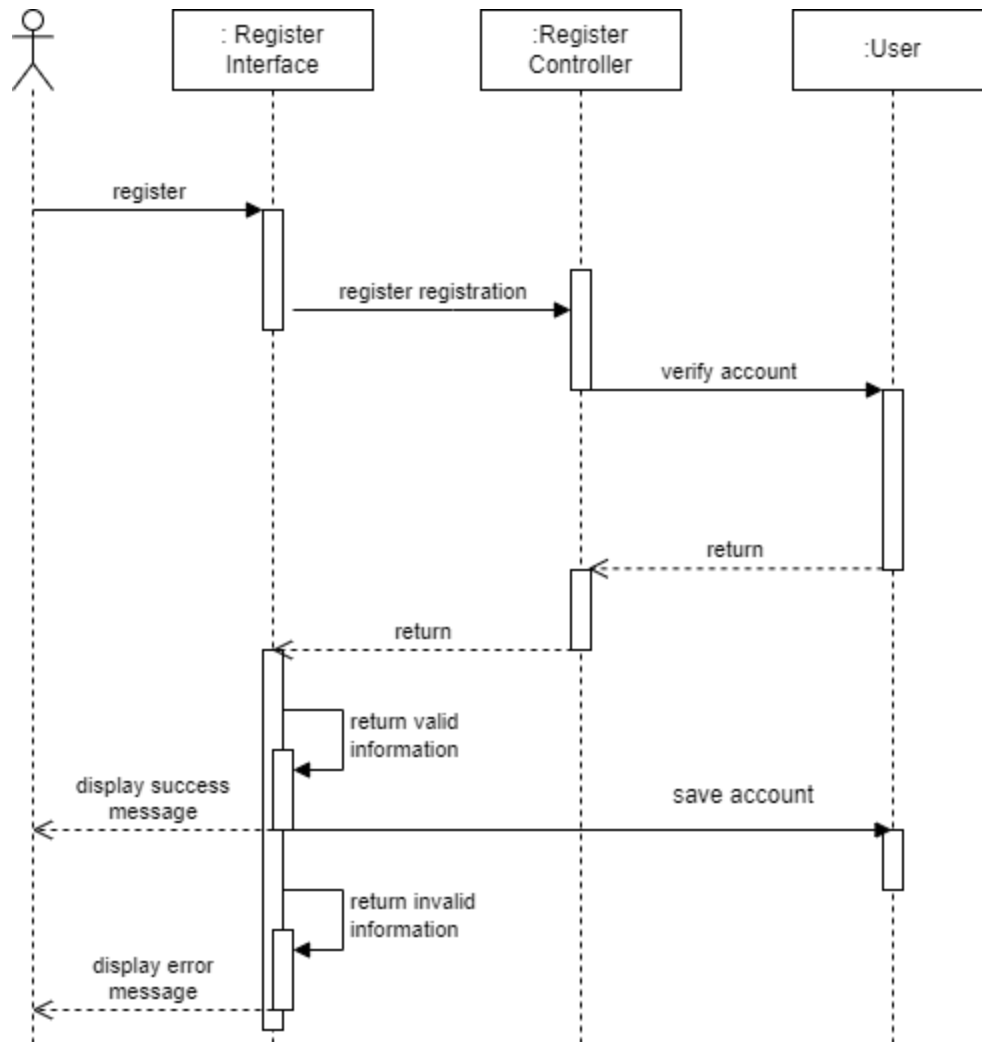 : Register
Interface
:Register
Controller
:User
register
register registration
verify account
return
return
return valid
information
display success
message
save account
return invalid
information
display error
message